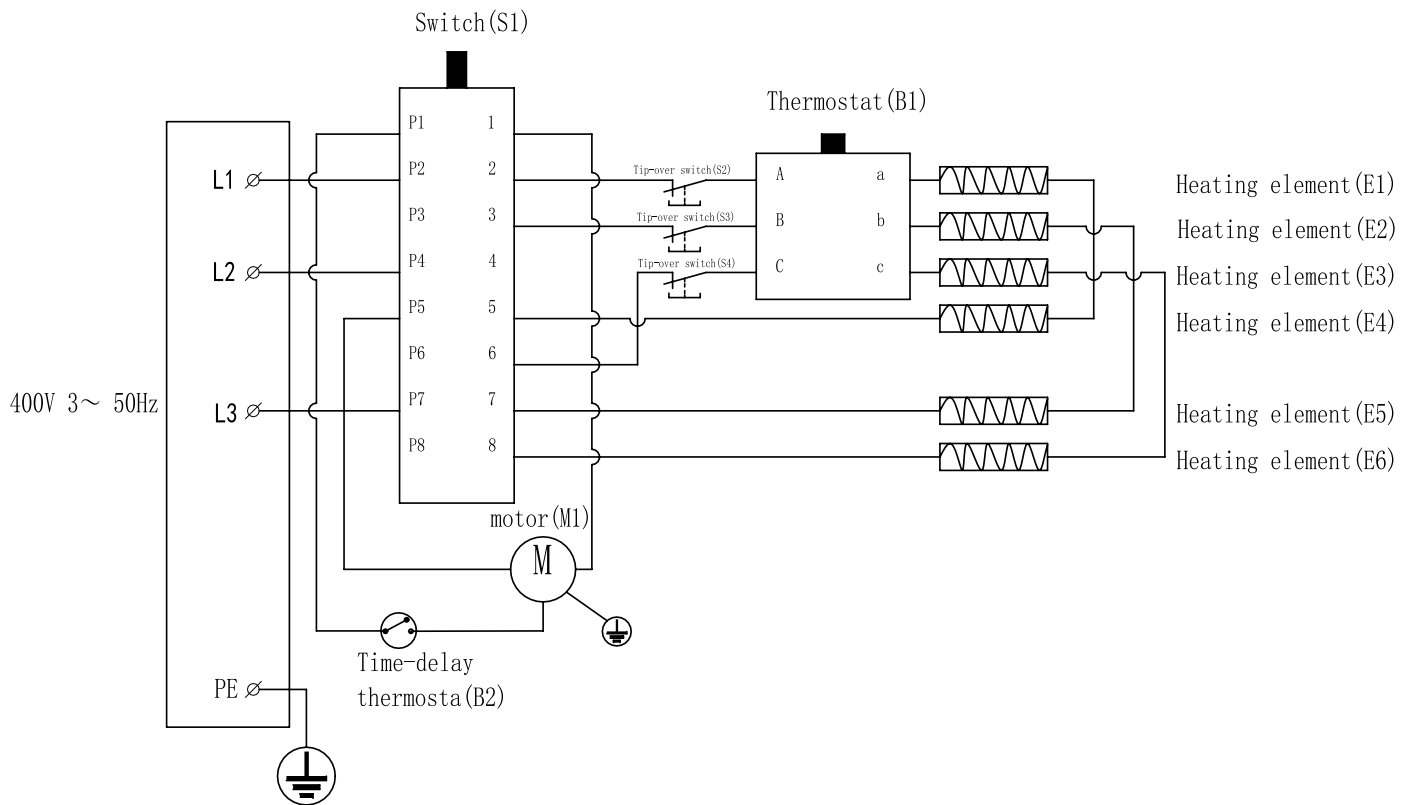 Switch(S1)
Thermostat(B1)
P1 1
P2 2
P3 3
P4 4
P5 5
P6 6
P7 7
P8 8
L1
L2
L3
PE
400V 3～ 50Hz
Tip-over switch(S2)
Tip-over switch(S3)
Tip-over switch(S4)
A a
B b
C c
Heating element(E1)
Heating element(E2)
Heating element(E3)
Heating element(E4)
Heating element(E5)
Heating element(E6)
motor(M1)
M
Time-delay
thermosta(B2)